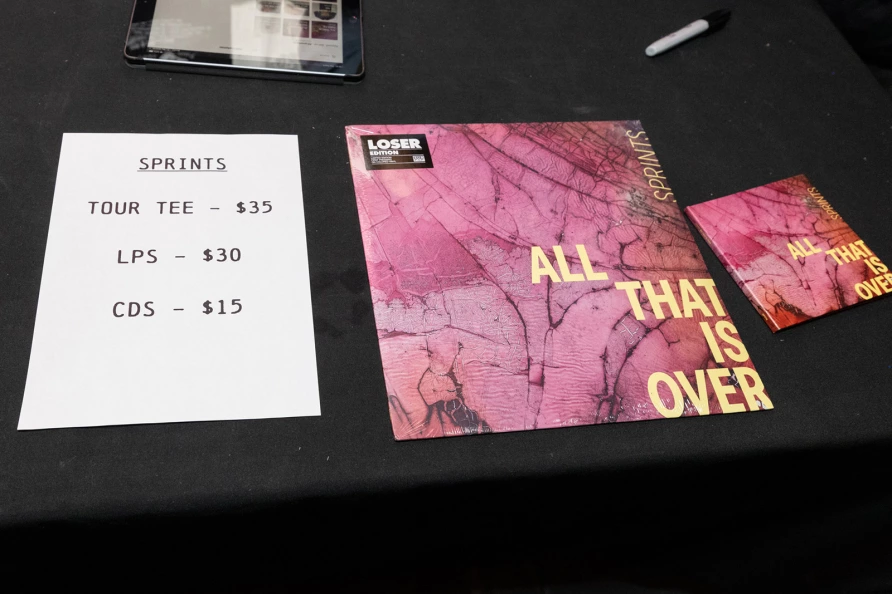 SPRINTS
TOUR TEE - $35
LPS - $30
CDS - $15
LOSER
EDITION
SPRINTS
ALL
THAT
IS
OVER
SPRINTS
ALL
THAT
IS
OVER